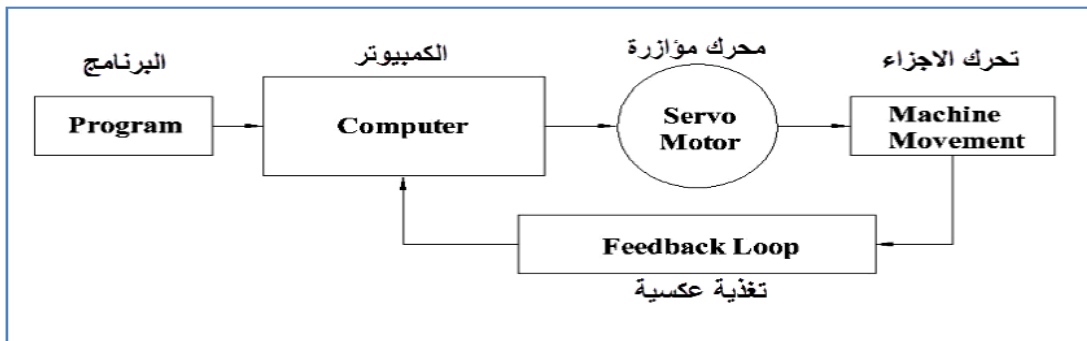 البرنامج
Program
الكمبيوتر
Computer
محرك مؤازرة
Servo
Motor
تحرك الاجزاء
Machine
Movement
Feedback Loop
تغذية عكسية